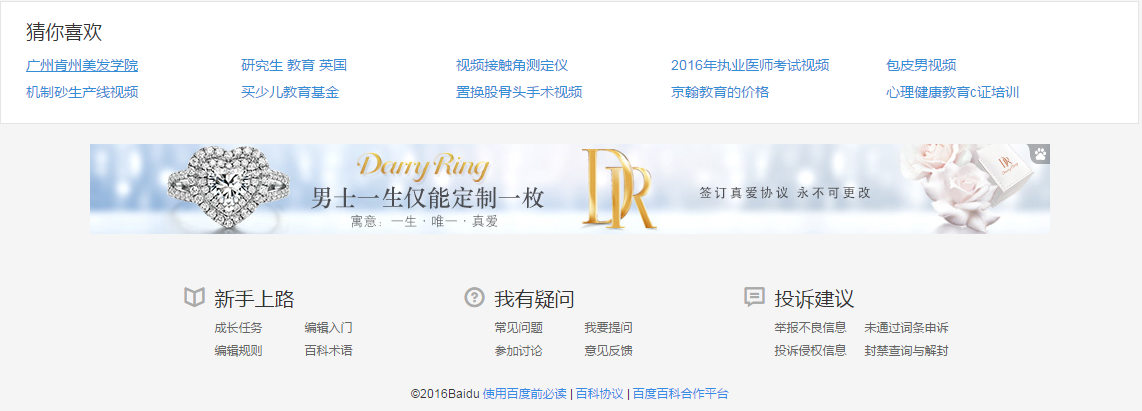 猜你喜欢
广州肯州美发学院 研究生 教育 英国 视频接触角测定仪 2016年执业医师考试视频 包皮男视频
机制砂生产线视频 买少儿教育基金 置换股骨头手术视频 京翰教育的价格 心理健康教育c证培训
Darry Ring
男士一生仅能定制一枚
寓意：一生·唯一·真爱
DR
签订真爱协议 永不可更改
DR
新手上路 我有疑问 投诉建议
成长任务 编辑入门 常见问题 我要提问 举报不良信息 未通过词条申诉
编辑规则 百科术语 参加讨论 意见反馈 投诉侵权信息 封禁查询与解封
©2016Baidu 使用百度前必读 | 百科协议 | 百度百科合作平台